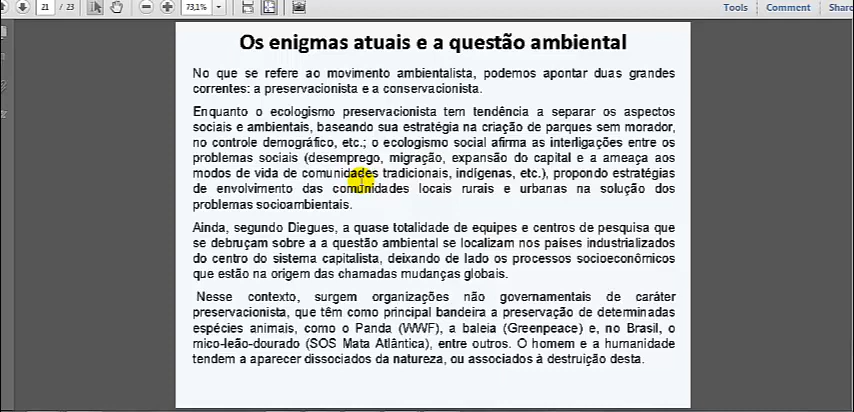 21 / 23
73,1%
Tools
Comment
Share
Os enigmas atuais e a questão ambiental
No que se refere ao movimento ambientalista, podemos apontar duas grandes
correntes: a preservacionista e a conservacionista.
Enquanto o ecologismo preservacionista tem tendência a separar os aspectos
sociais e ambientais, baseando sua estratégia na criação de parques sem morador,
no controle demográfico, etc.; o ecologismo social afirma as interligações entre os
problemas sociais (desemprego, migração, expansão do capital e a ameaça aos
modos de vida de comunidades tradicionais, indígenas, etc.), propondo estratégias
de envolvimento das comunidades locais rurais e urbanas na solução dos
problemas socioambientais.
Ainda, segundo Diegues, a quase totalidade de equipes e centros de pesquisa que
se debruçam sobre a a questão ambiental se localizam nos países industrializados
do centro do sistema capitalista, deixando de lado os processos socioeconômicos
que estão na origem das chamadas mudanças globais.
Nesse contexto, surgem organizações não governamentais de caráter
preservacionista, que têm como principal bandeira a preservação de determinadas
espécies animais, como o Panda (WWF), a baleia (Greenpeace) e, no Brasil, o
mico-leão-dourado (SOS Mata Atlântica), entre outros. O homem e a humanidade
tendem a aparecer dissociados da natureza, ou associados à destruição desta.